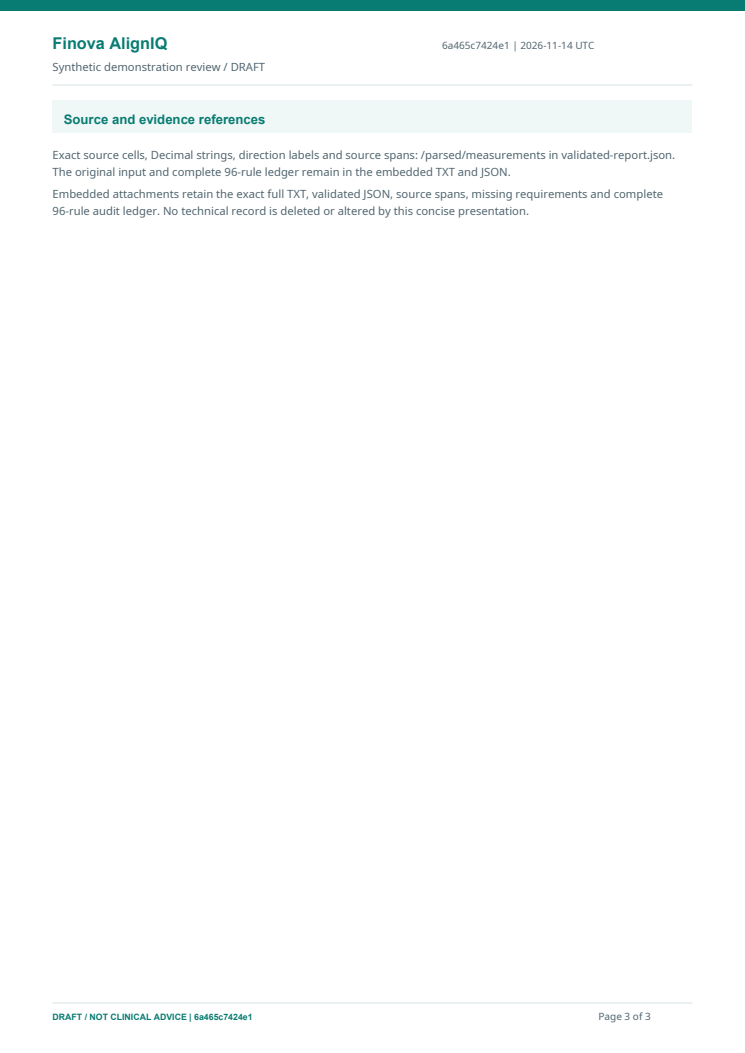 Finova AlignIQ
6a465c7424e1 | 2026-11-14 UTC
Synthetic demonstration review / DRAFT
Source and evidence references
Exact source cells, Decimal strings, direction labels and source spans: /parsed/measurements in validated-report.json.
The original input and complete 96-rule ledger remain in the embedded TXT and JSON.
Embedded attachments retain the exact full TXT, validated JSON, source spans, missing requirements and complete
96-rule audit ledger. No technical record is deleted or altered by this concise presentation.
DRAFT / NOT CLINICAL ADVICE | 6a465c7424e1
Page 3 of 3